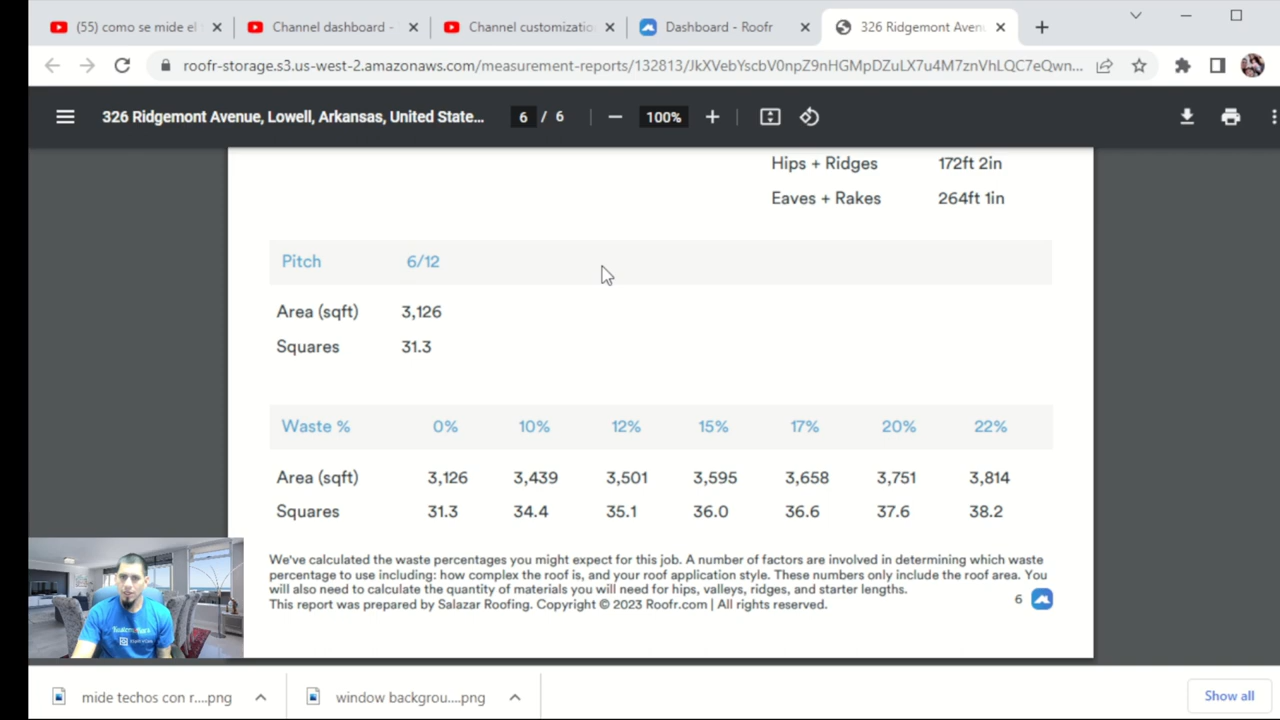 (55) como se mide el
Channel dashboard -
Channel customizatio
Dashboard - Roofr
326 Ridgemont Aven
roofr-storage.s3.us-west-2.amazonaws.com/measurement-reports/132813/JkXVebYscbV0npZ9nHGMpDZuLX7u4M7znVhLQC7eQwn...
326 Ridgemont Avenue, Lowell, Arkansas, United State...
6 / 6
100%
Hips + Ridges 172ft 2in
Eaves + Rakes 264ft 1in
Pitch 6/12
Area (sqft) 3,126
Squares 31.3
Waste % 0% 10% 12% 15% 17% 20% 22%
Area (sqft) 3,126 3,439 3,501 3,595 3,658 3,751 3,814
Squares 31.3 34.4 35.1 36.0 36.6 37.6 38.2
We've calculated the waste percentages you might expect for this job. A number of factors are involved in determining which waste
percentage to use including: how complex the roof is, and your roof application style. These numbers only include the roof area. You
will also need to calculate the quantity of materials you will need for hips, valleys, ridges, and starter lengths.
This report was prepared by Salazar Roofing. Copyright © 2023 Roofr.com | All rights reserved.
6
mide techos con r....png
window backgrou....png
Show all